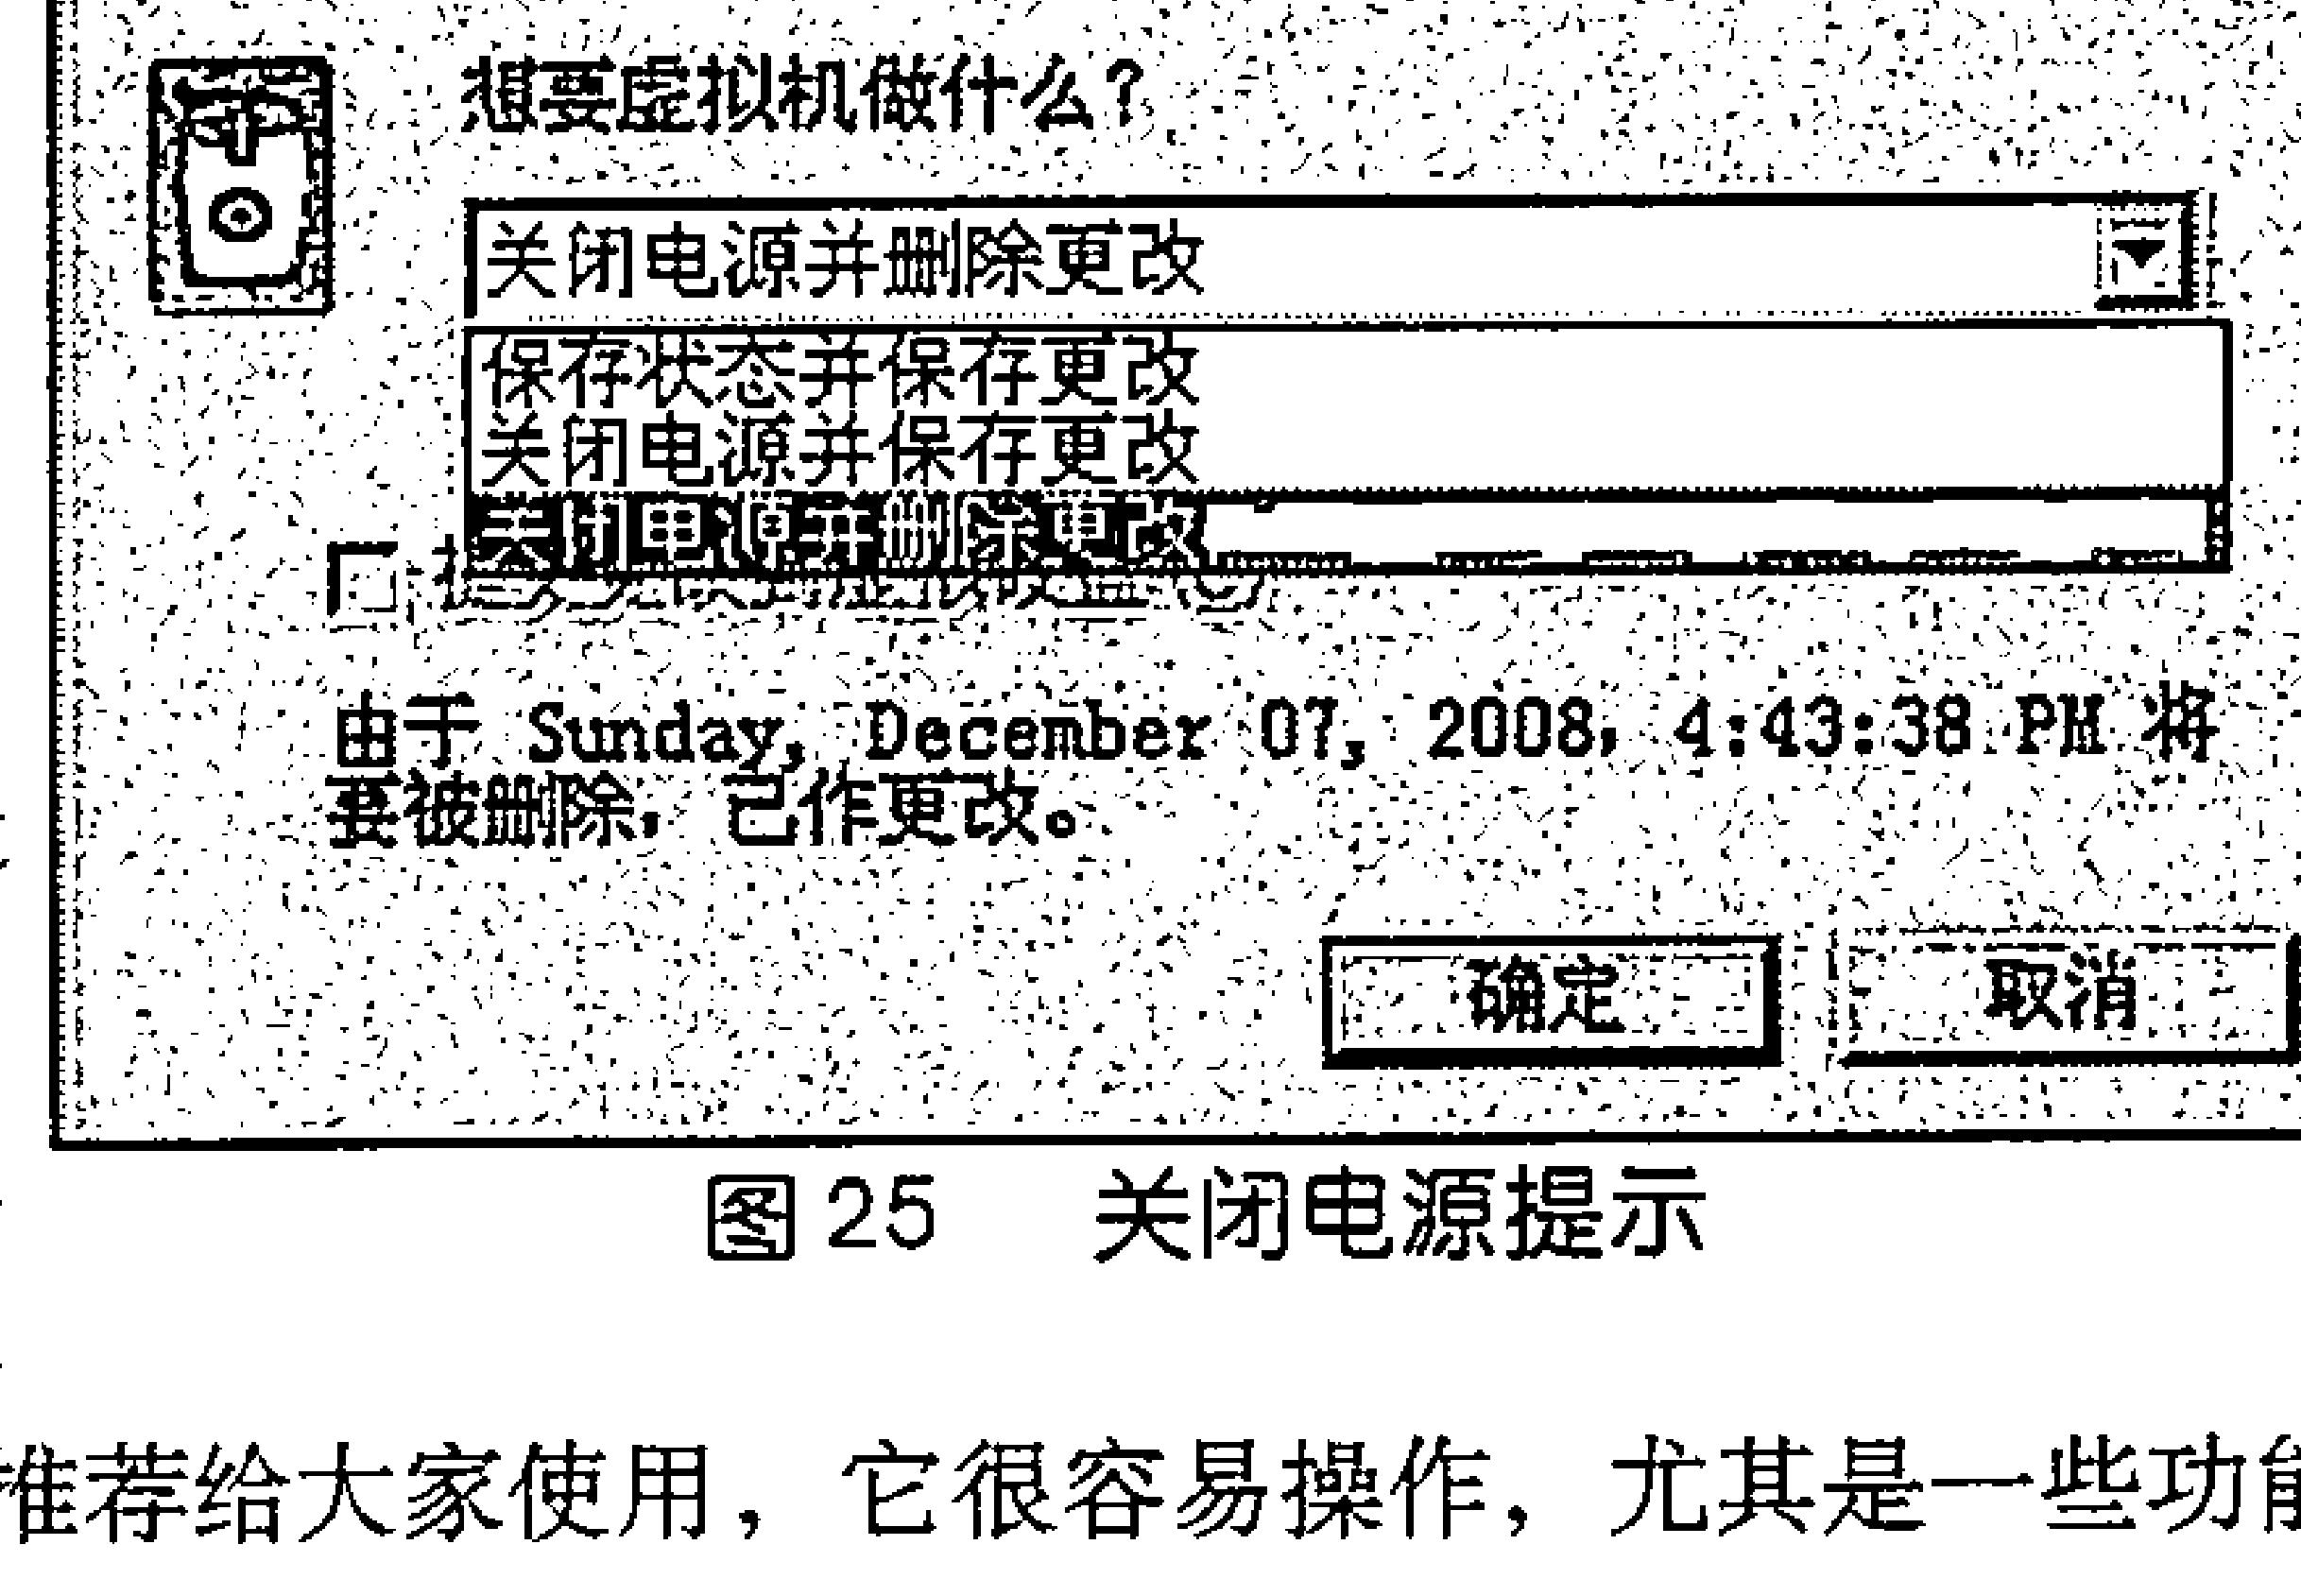 想要虚拟机做什么?
关闭电源并删除更改
保存状态并保存更改
关闭电源并保存更改
关闭电源并删除更改
由于 Sunday, December 07, 2008, 4:43:38 PM 将
要被删除，已作更改。
确定 取消
图 25 关闭电源提示
推荐给大家使用，它很容易操作，尤其是一些功能